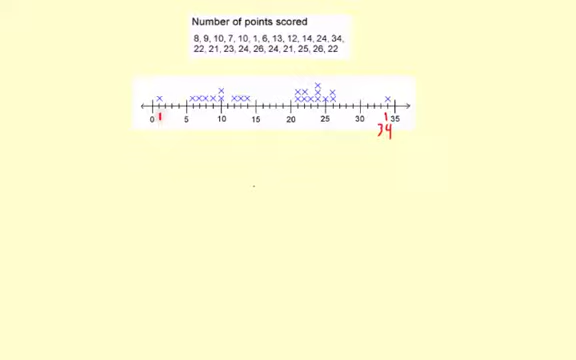 Number of points scored
8, 9, 10, 7, 10, 1, 6, 13, 12, 14, 24, 34,
22, 21, 23, 24, 26, 24, 21, 25, 26, 22
0 5 10 15 20 25 30 35
1 34